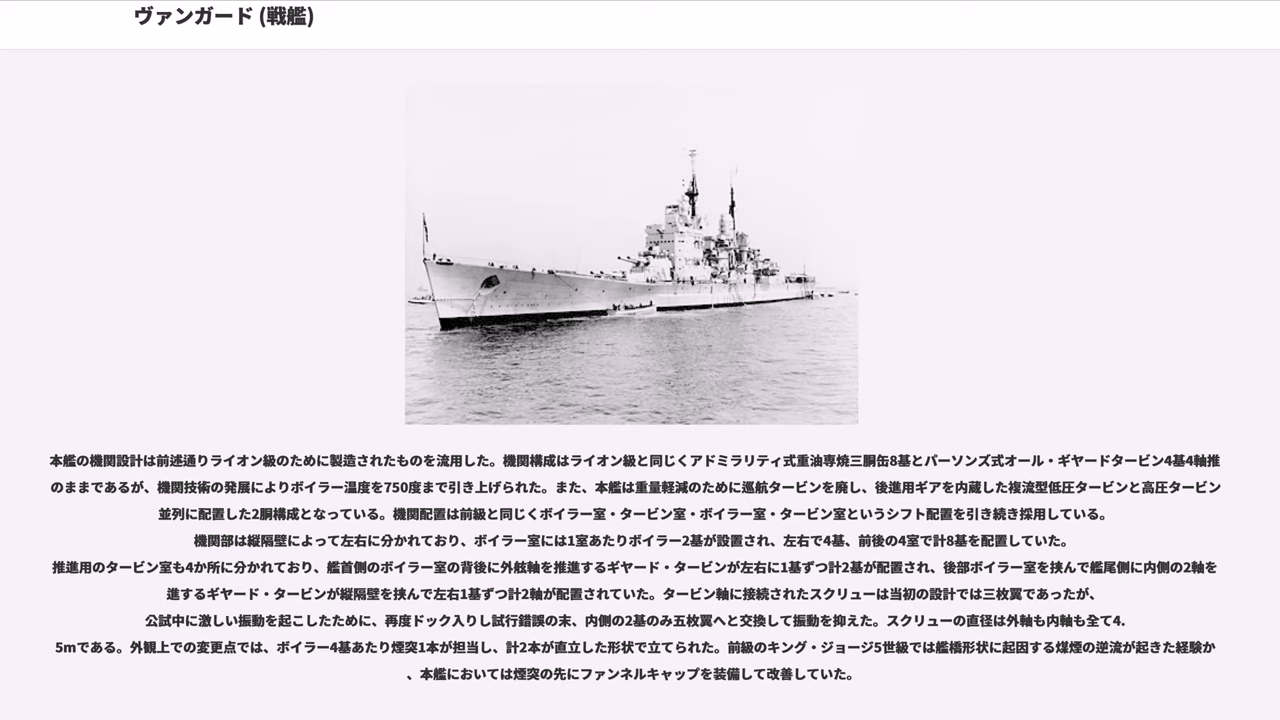 ヴァンガード (戦艦)
本艦の機関設計は前述通りライオン級のために製造されたものを流用した。機関構成はライオン級と同じくアドミラリティ式重油専焼三胴缶8基とパーソンズ式オール・ギヤードタービン4基4軸推
のままであるが、機関技術の発展によりボイラー温度を750度まで引き上げられた。また、本艦は重量軽減のために巡航タービンを廃し、後進用ギアを内蔵した複流型低圧タービンと高圧タービン
並列に配置した2胴構成となっている。機関配置は前級と同じくボイラー室・タービン室・ボイラー室・タービン室というシフト配置を引き続き採用している。
機関部は縦隔壁によって左右に分かれており、ボイラー室には1室あたりボイラー2基が設置され、左右で4基、前後の4室で計8基を配置していた。
推進用のタービン室も4か所に分かれており、艦首側のボイラー室の背後に外舷軸を推進するギヤード・タービンが左右に1基ずつ計2基が配置され、後部ボイラー室を挟んで艦尾側に内側の2軸を
進するギヤード・タービンが縦隔壁を挟んで左右1基ずつ計2軸が配置されていた。タービン軸に接続されたスクリューは当初の設計では三枚翼であったが、
公試中に激しい振動を起こしたために、再度ドック入りし試行錯誤の末、内側の2基のみ五枚翼へと交換して振動を抑えた。スクリューの直径は外軸も内軸も全て4.
5mである。外観上での変更点では、ボイラー4基あたり煙突1本が担当し、計2本が直立した形状で立てられた。前級のキング・ジョージ5世級では艦橋形状に起因する煤煙の逆流が起きた経験か
、本艦においては煙突の先にファンネルキャップを装備して改善していた。